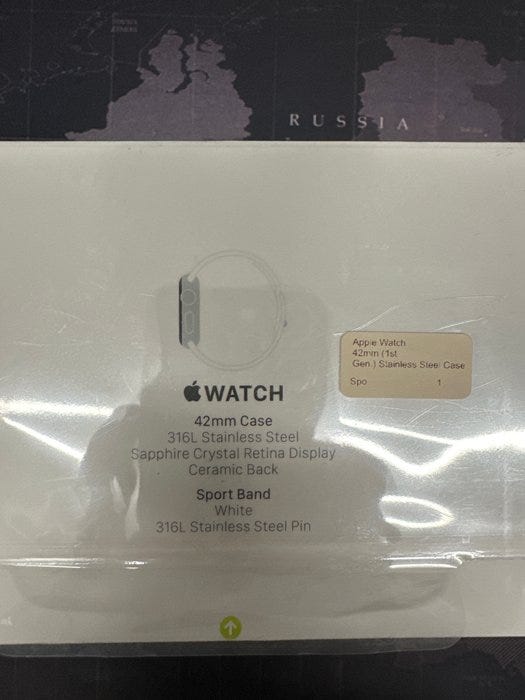 RUSSIA
Apple Watch
42mm (1st
Gen.) Stainless Steel Case
Spo 1
WATCH
42mm Case
316L Stainless Steel
Sapphire Crystal Retina Display
Ceramic Back
Sport Band
White
316L Stainless Steel Pin